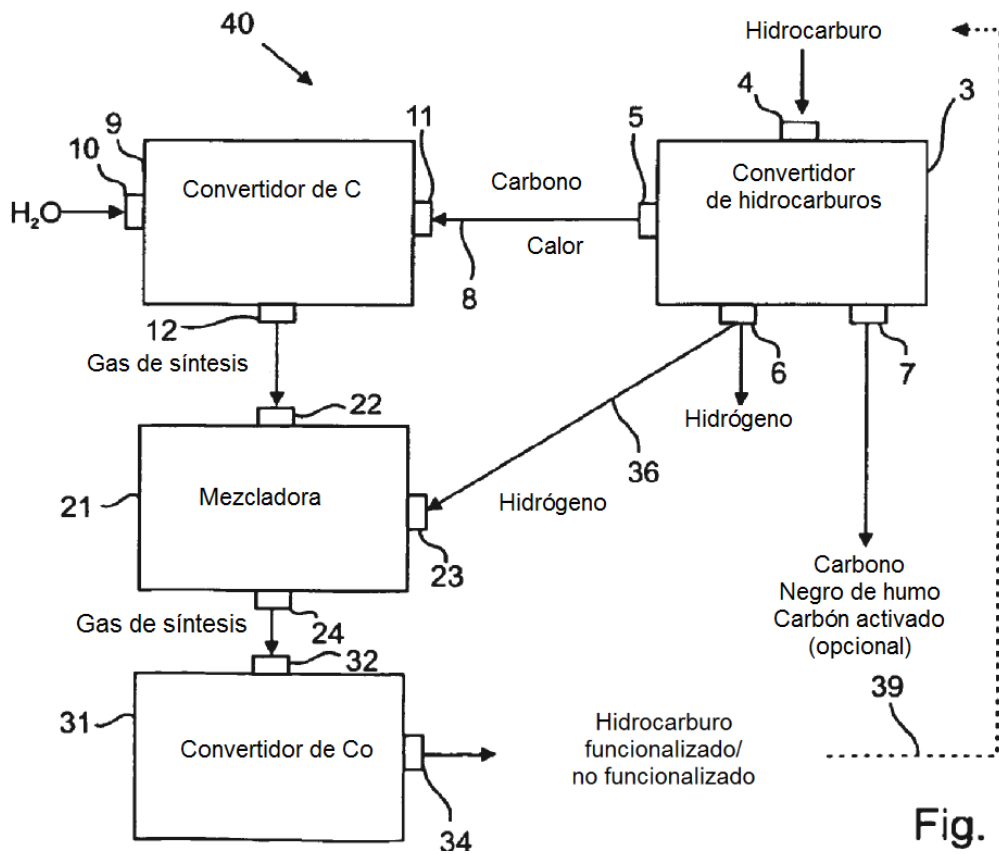 40
Hidrocarburo
4
3
9
10
11
5
Convertidor de C
Convertidor
de hidrocarburos
Carbono
H₂O
Calor
8
12
6
7
Gas de síntesis
22
Hidrógeno
36
21
Mezcladora
Hidrógeno
23
Carbono
Negro de humo
Carbón activado
(opcional)
Gas de síntesis
24
32
39
31
Convertidor de Co
Hidrocarburo
funcionalizado/
no funcionalizado
34
Fig.